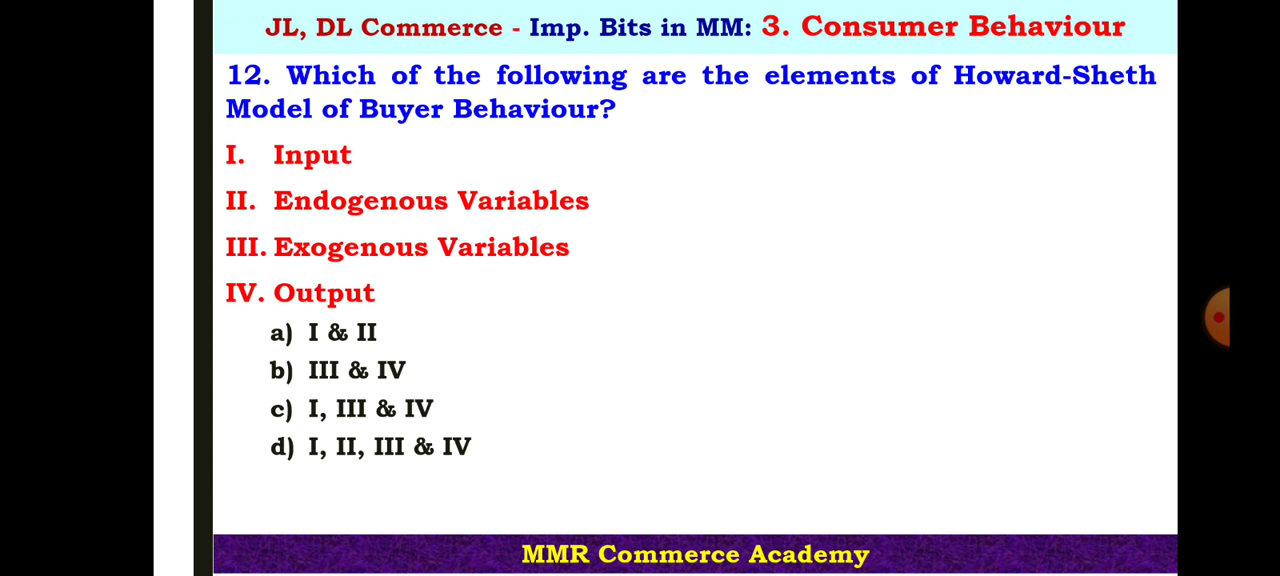 JL, DL Commerce - Imp. Bits in MM: 3. Consumer Behaviour
12. Which of the following are the elements of Howard-Sheth
Model of Buyer Behaviour?
I. Input
II. Endogenous Variables
III. Exogenous Variables
IV. Output
a) I & II
b) III & IV
c) I, III & IV
d) I, II, III & IV
MMR Commerce Academy